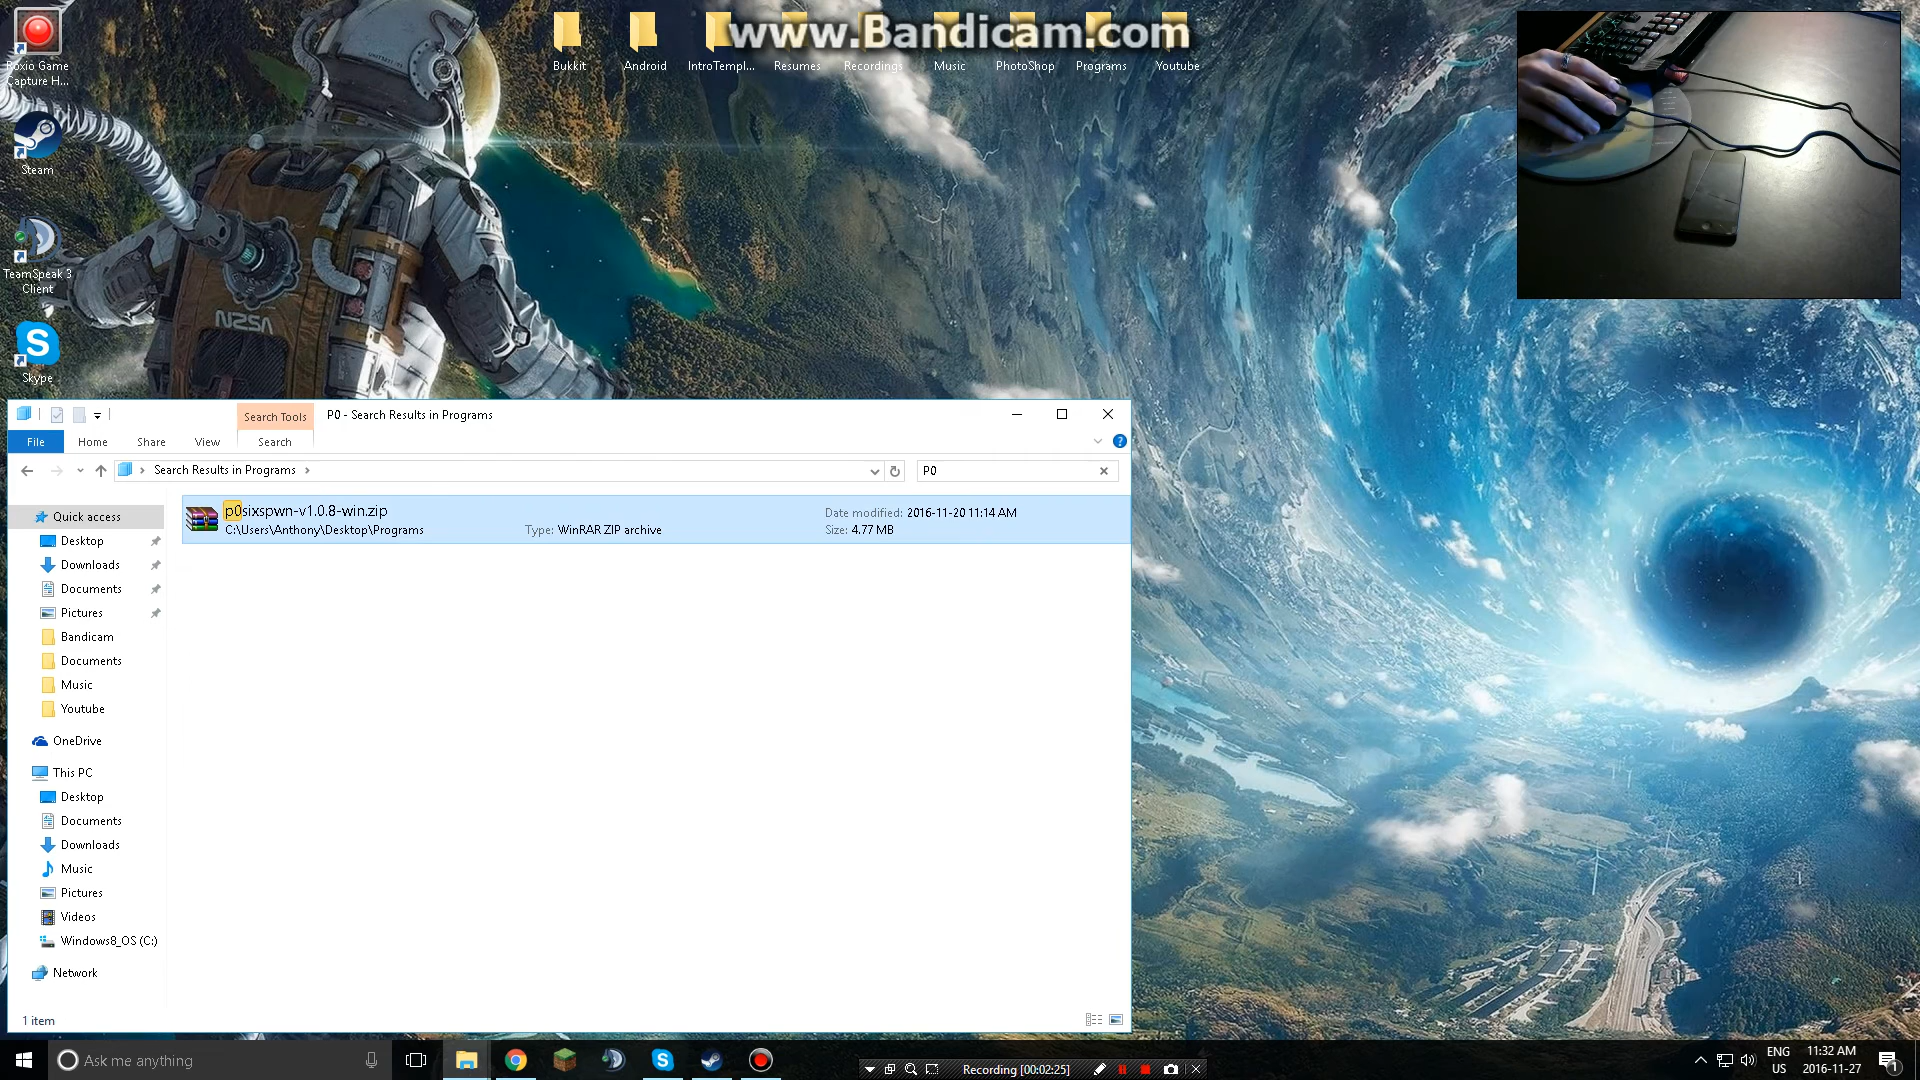 www.Bandicam.com
Roxio Game
Capture H...
Steam
TeamSpeak 3
Client
Skype
Bukkit
Android
IntroTempl...
Resumes
Recordings
Music
PhotoShop
Programs
Youtube
Search Tools
P0 - Search Results in Programs
File
Home
Share
View
Search
Search Results in Programs
P0
Quick access
Desktop
Downloads
Documents
Pictures
Bandicam
Documents
Music
Youtube
OneDrive
This PC
Desktop
Documents
Downloads
Music
Pictures
Videos
Windows8_OS (C:)
Network
p0sixspwn-v1.0.8-win.zip
C:\Users\Anthony\Desktop\Programs
Type: WinRAR ZIP archive
Date modified: 2016-11-20 11:14 AM
Size: 4.77 MB
1 item
Ask me anything
Recording [00:02:25]
ENG
US
11:32 AM
2016-11-27
1